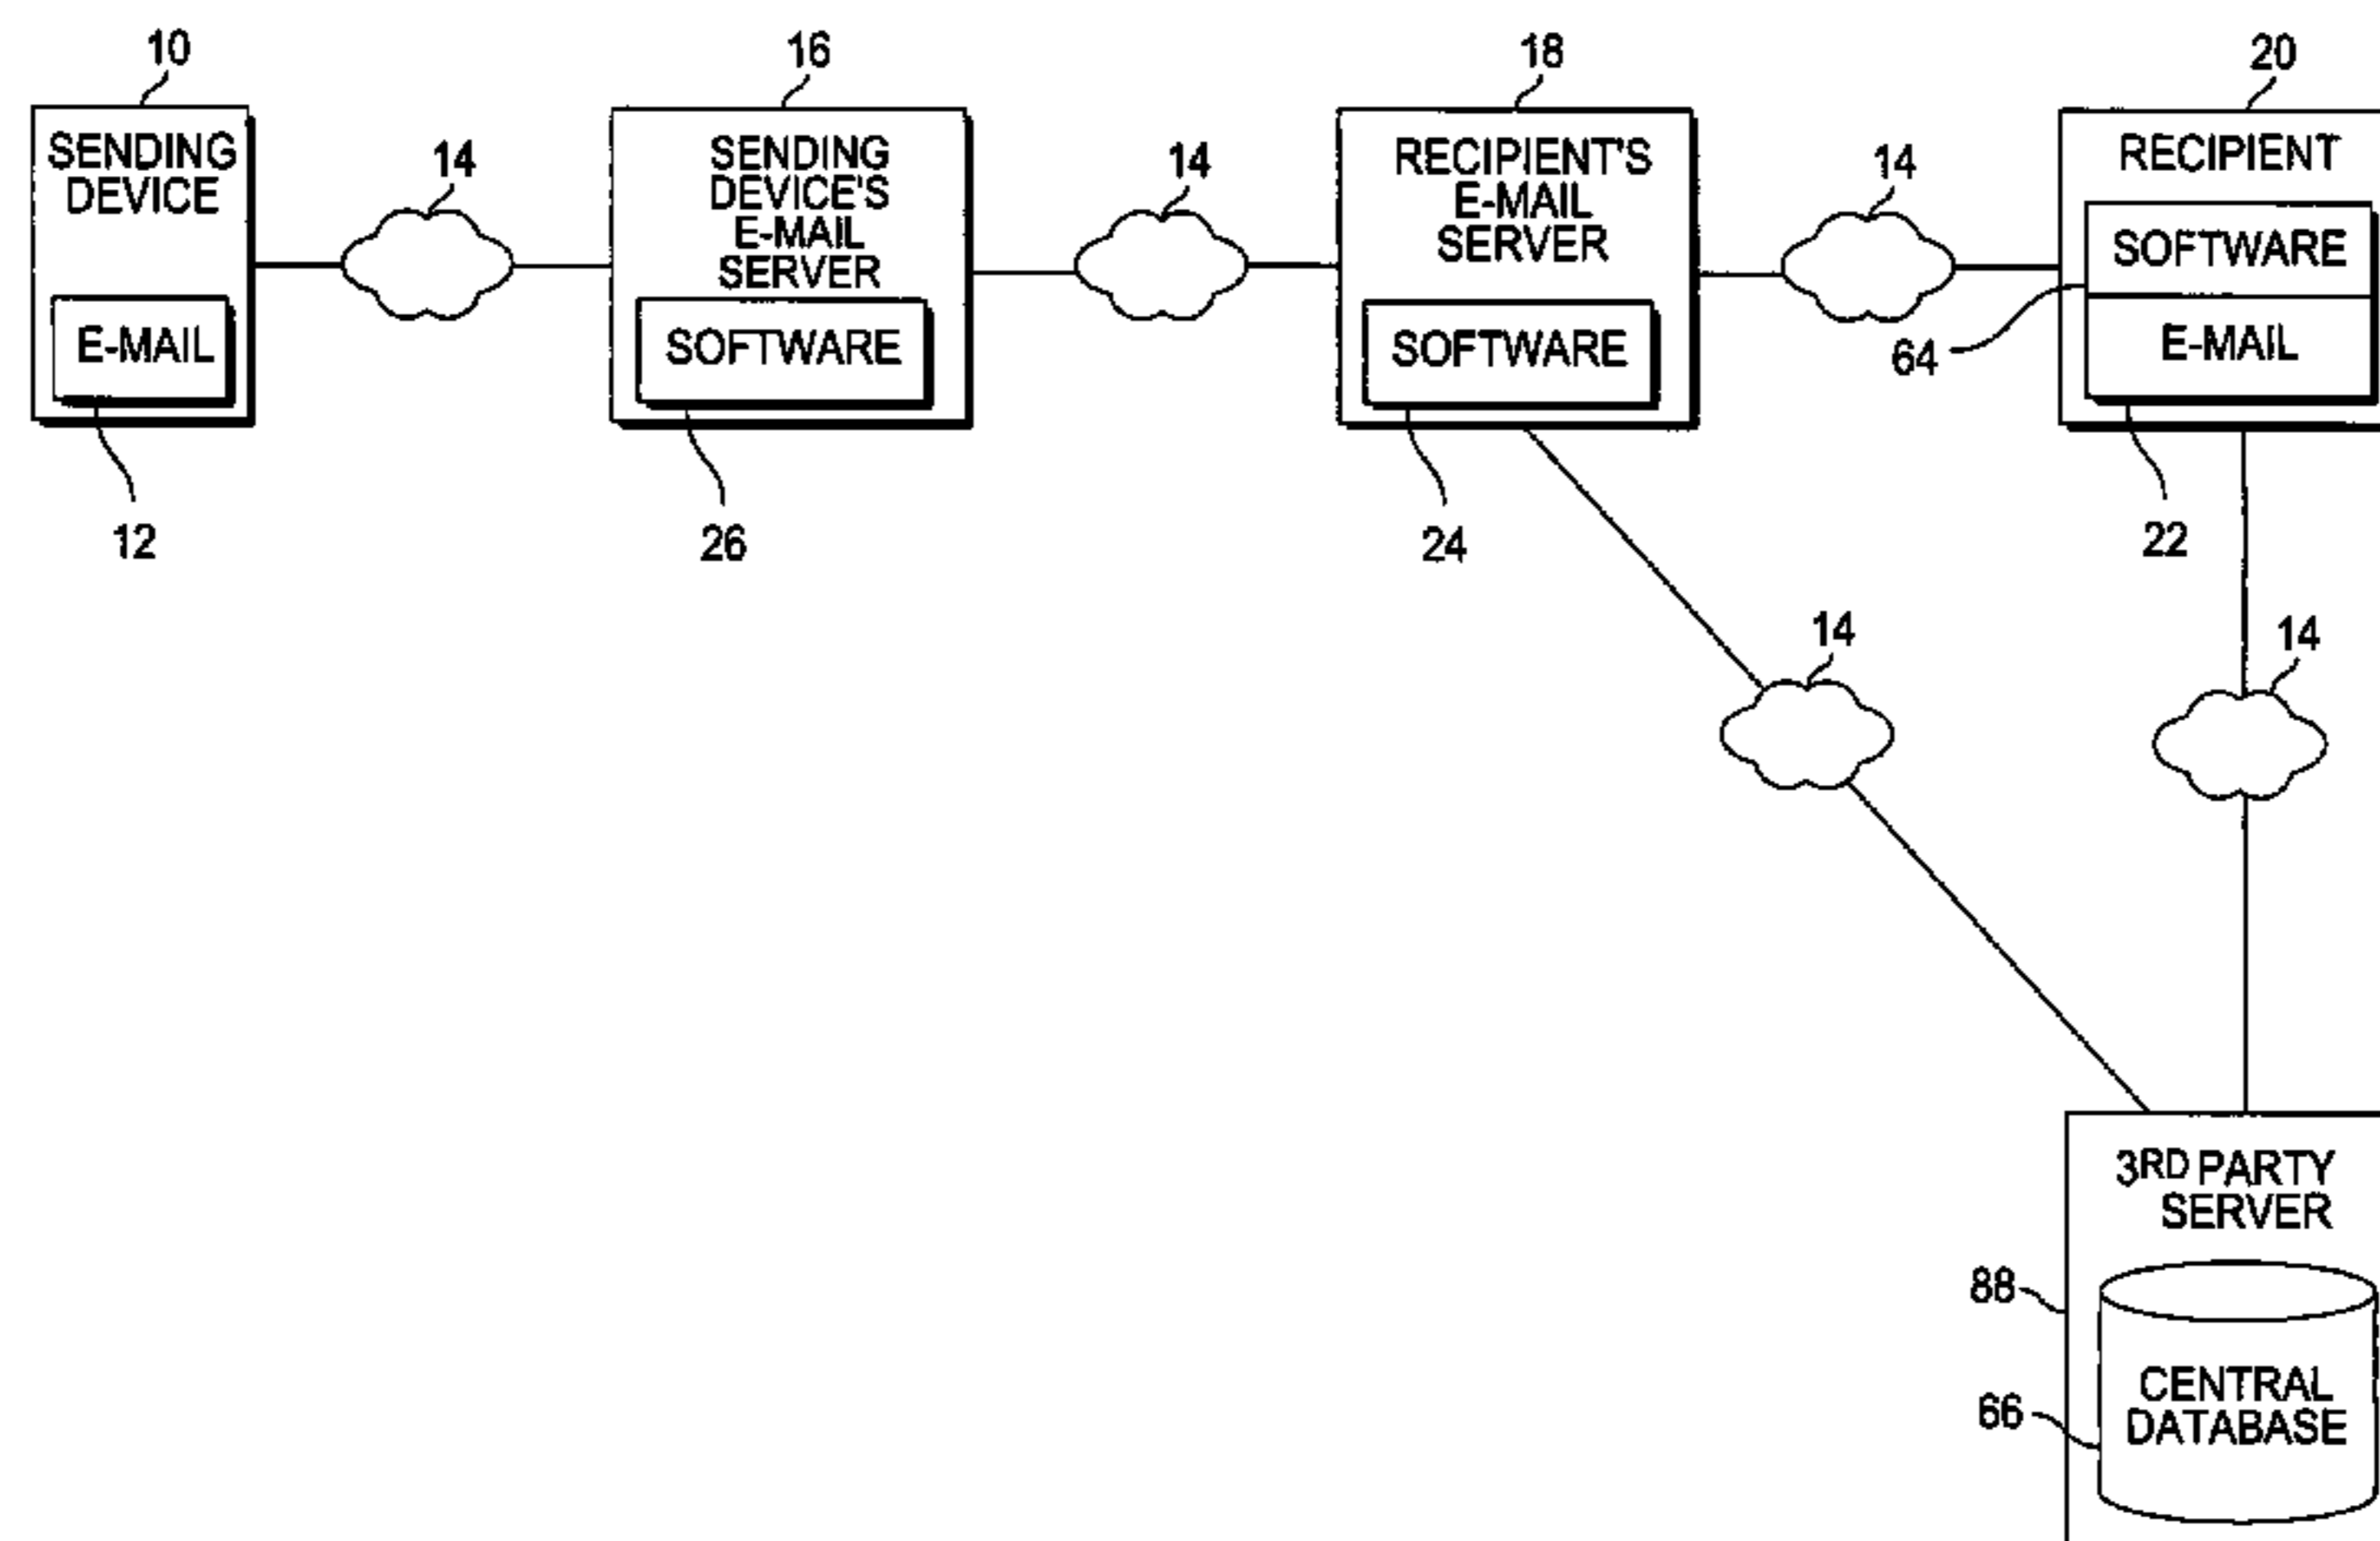 10
16
18
20
SENDING
DEVICE
14
SENDING
DEVICE'S
E-MAIL
SERVER
14
RECIPIENT'S
E-MAIL
SERVER
14
RECIPIENT
SOFTWARE
E-MAIL
E-MAIL
SOFTWARE
SOFTWARE
64
12
26
24
22
14
14
3RD PARTY
SERVER
88
CENTRAL
DATABASE
66